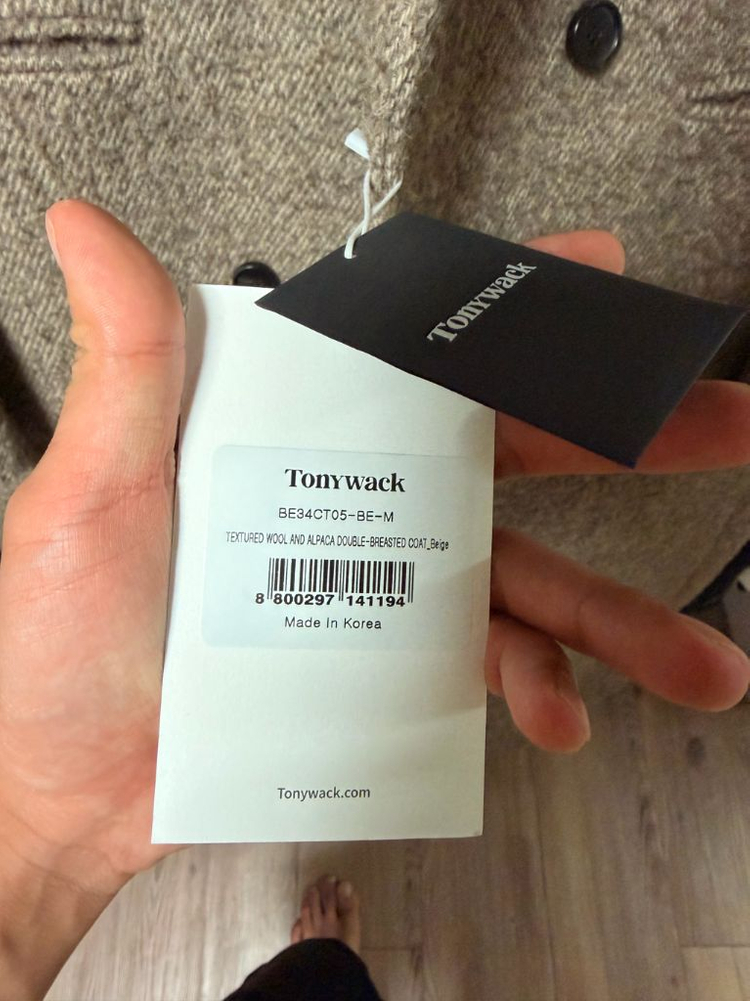 Tonywack
Tonywack
BE34CT05-BE-M
TEXTURED WOOL AND ALPACA DOUBLE-BREASTED COAT_Beige
8 800297 141194
Made In Korea
Tonywack.com